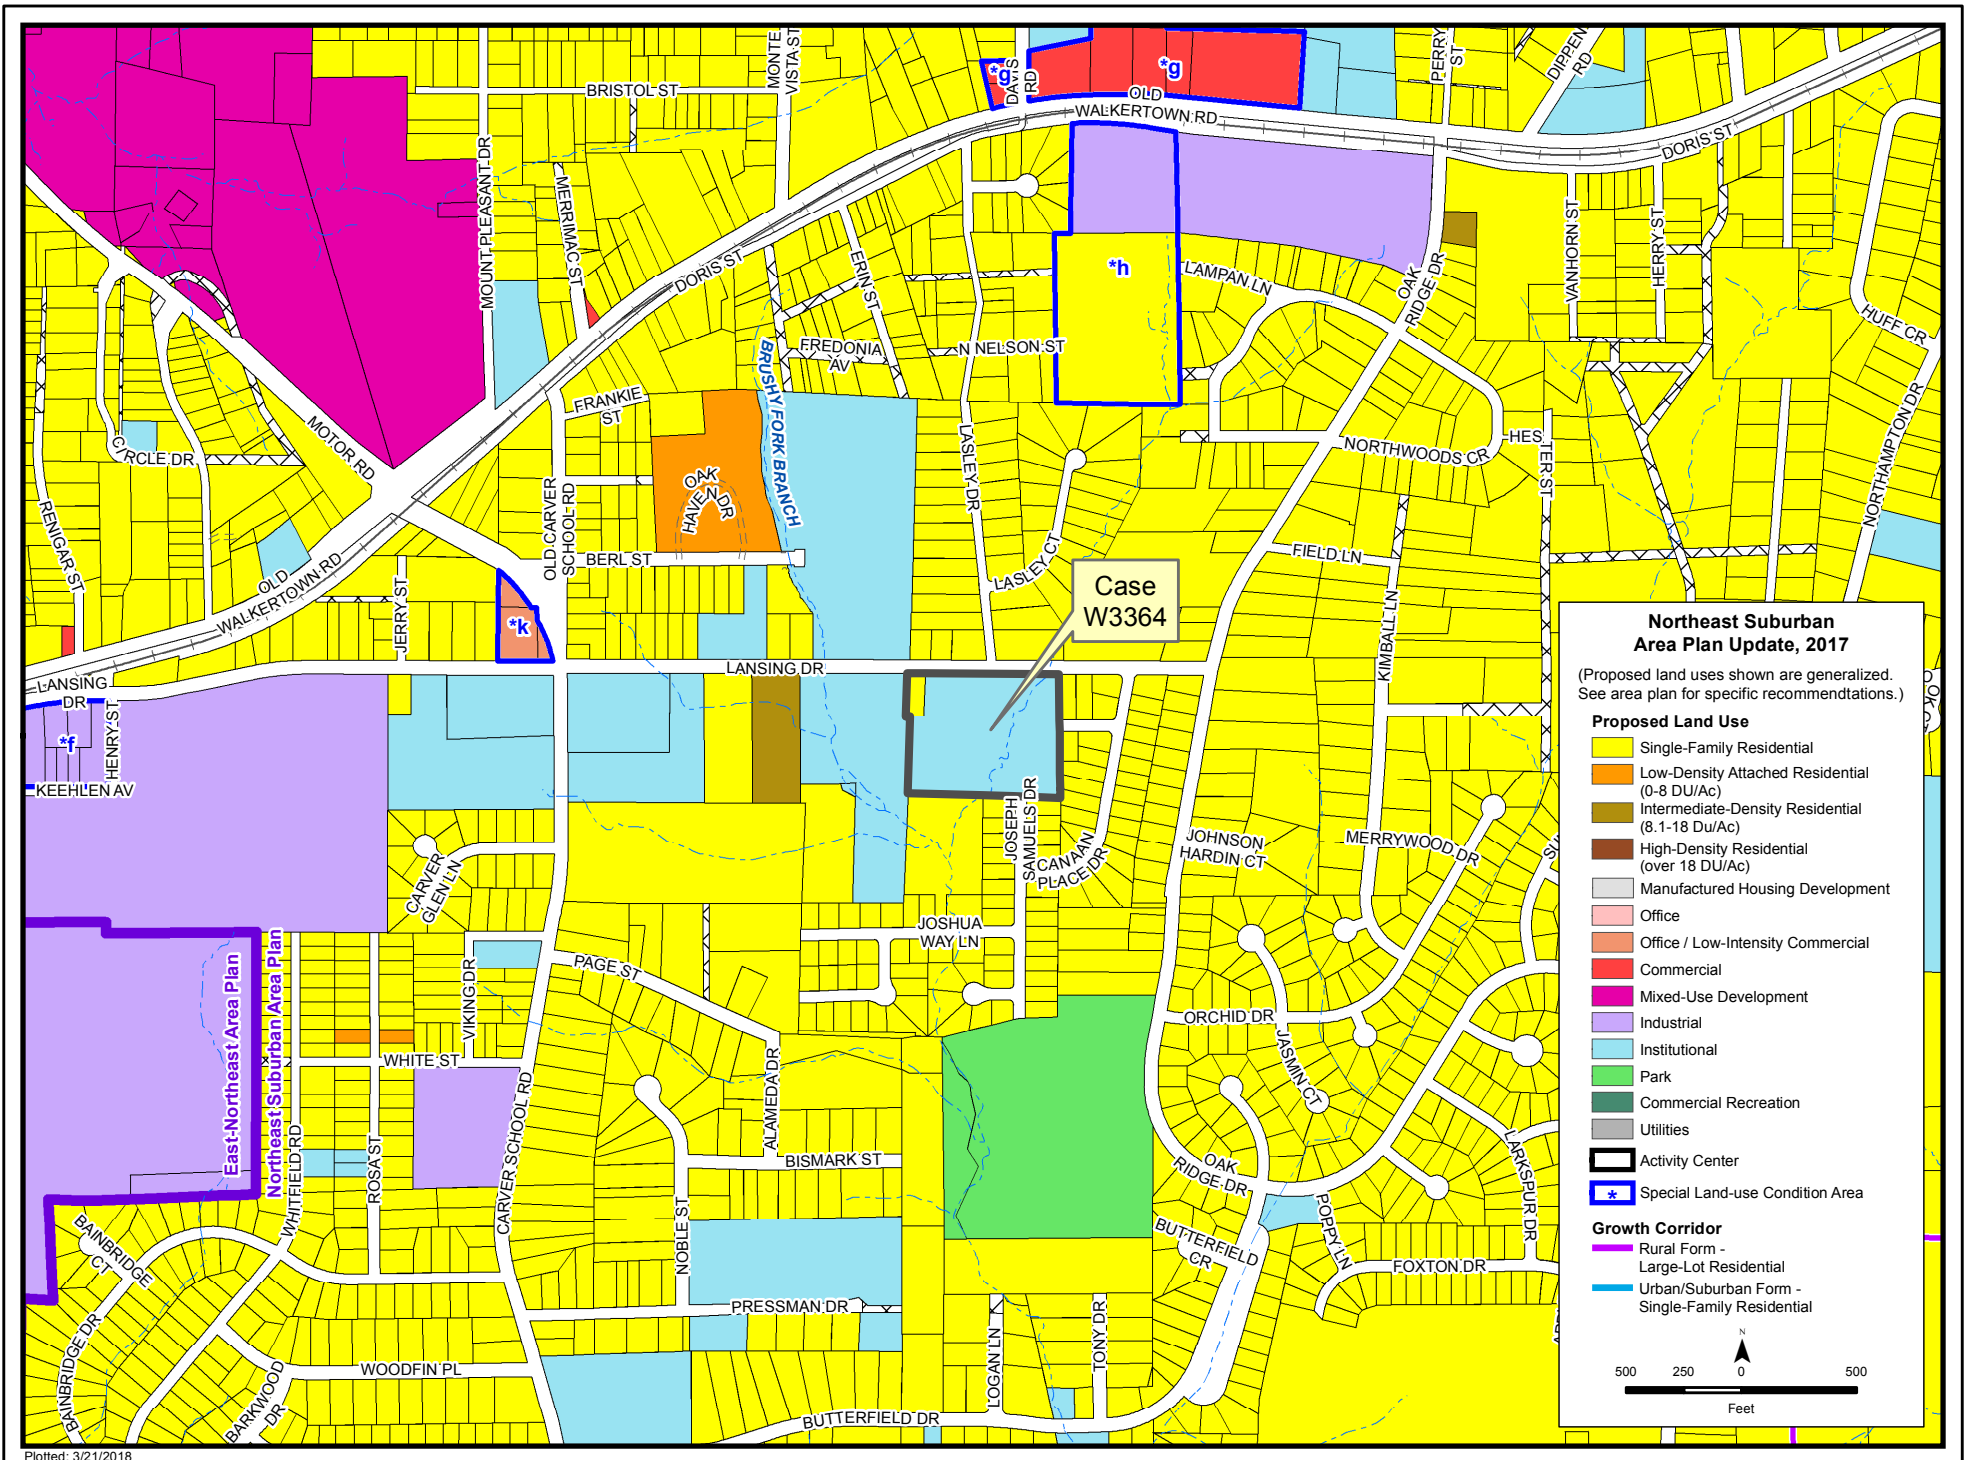 BRISTOL ST
MONTE
VISTA ST
*g
DAVIS
RD
*g
OLD
WALKERTOWN RD
PERRY
ST
DIPPEN
RD
DORIS ST
MOUNT PLEASANT DR
MERRIMAC ST
DORIS ST
ERIN ST
*h
LAMPAN LN
OAK
RIDGE DR
VANHORN ST
HERRY ST
HUFF CR
FREDONIA
AV
N NELSON ST
BRUSHY FORK BRANCH
FRANKIE
ST
MOTOR RD
CIRCLE DR
RENIGAR ST
OLD CARVER
SCHOOL RD
OAK
HAVEN DR
LASLEY DR
NORTHWOODS CR
HESTER ST
NORTHAMPTON DR
BERL ST
LASLEY CT
FIELD LN
OLD
WALKERTOWN RD
JERRY ST
*k
Case
W3364
KIMBALL LN
LANSING DR
LANSING
DR
HENRY ST
*f
KEEHLEN AV
JOSEPH
SAMUELS DR
CANAAN
PLACE DR
JOHNSON
HARDIN CT
MERRYWOOD DR
CARVER
GLEN LN
JOSHUA
WAY LN
East-Northeast Area Plan
Northeast Suburban Area Plan
VIKING DR
PAGE ST
ORCHID DR
JASMIN CT
WHITE ST
ALAMEDA DR
CARVER SCHOOL RD
WHITFIELD RD
ROSA ST
BISMARK ST
OAK
RIDGE DR
LARKSPUR DR
NOBLE ST
POPPY LN
BUTTERFIELD
CR
FOXTON DR
BAINBRIDGE
CT
PRESSMAN DR
BAINBRIDGE DR
WOODFIN PL
BARKWOOD
DR
LOGAN LN
TONY DR
BUTTERFIELD DR
Northeast Suburban
Area Plan Update, 2017
(Proposed land uses shown are generalized.
See area plan for specific recommendtations.)
Proposed Land Use
Single-Family Residential
Low-Density Attached Residential
(0-8 DU/Ac)
Intermediate-Density Residential
(8.1-18 Du/Ac)
High-Density Residential
(over 18 DU/Ac)
Manufactured Housing Development
Office
Office / Low-Intensity Commercial
Commercial
Mixed-Use Development
Industrial
Institutional
Park
Commercial Recreation
Utilities
Activity Center
* Special Land-use Condition Area
Growth Corridor
Rural Form -
Large-Lot Residential
Urban/Suburban Form -
Single-Family Residential
N
500 250 0 500
Feet
Plotted: 3/21/2018